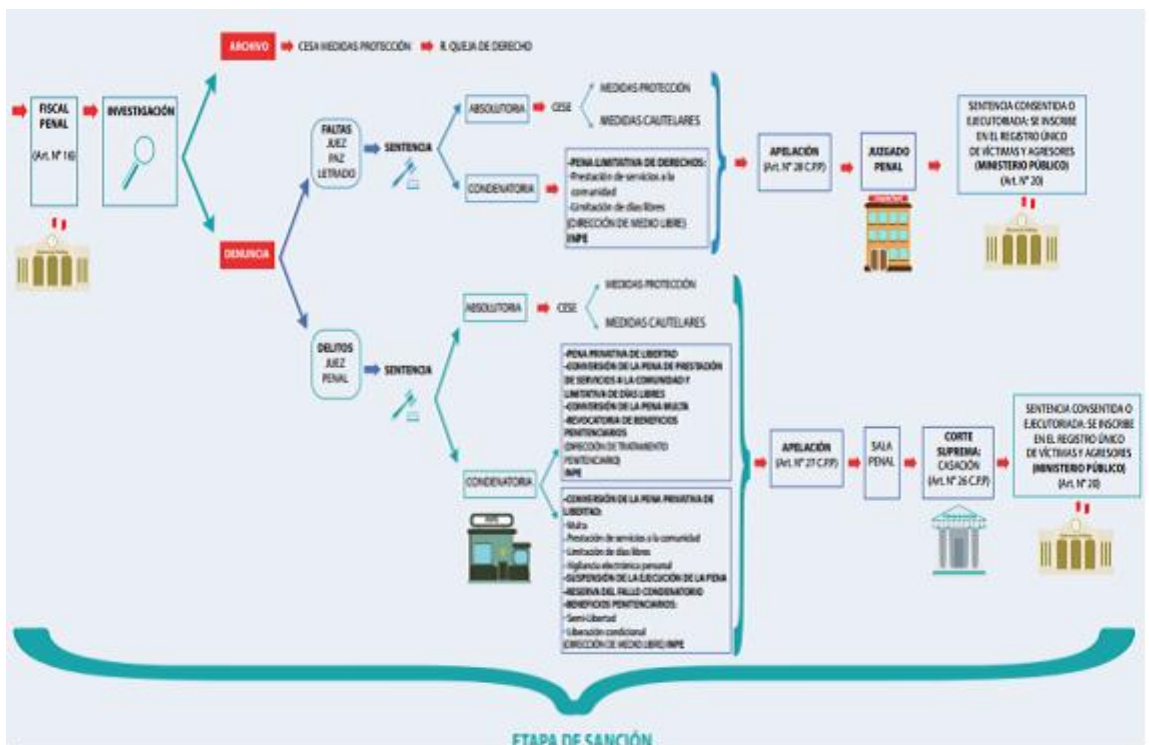 ARCHIVO
CESA MEDIDAS PROTECCIÓN
R. QUEJA DE DERECHO
FISCAL
PENAL
(Art. N° 16)
INVESTIGACIÓN
DENUNCIA
FALTAS
JUEZ
PAZ
LETRADO
SENTENCIA
ABSOLUTORIA
CESE
MEDIDAS PROTECCIÓN
MEDIDAS CAUTELARES
CONDENATORIA
-PENA LIMITATIVA DE DERECHOS:
-Prestación de servicios a la
comunidad
-Limitación de días libres
(DIRECCIÓN DE MEDIO LIBRE)
INPE
APELACIÓN
(Art. N° 28 C.P.P)
JUZGADO
PENAL
SENTENCIA CONSENTIDA O
EJECUTORIADA: SE INSCRIBE
EN EL REGISTRO ÚNICO
DE VÍCTIMAS Y AGRESORES
(MINISTERIO PÚBLICO)
(Art. N° 20)
DELITOS
JUEZ
PENAL
SENTENCIA
ABSOLUTORIA
CESE
MEDIDAS PROTECCIÓN
MEDIDAS CAUTELARES
CONDENATORIA
-PENA PRIVATIVA DE LIBERTAD
-CONVERSIÓN DE LA PENA DE PRESTACIÓN
DE SERVICIOS A LA COMUNIDAD Y
LIMITATIVA DE DÍAS LIBRES
-CONVERSIÓN DE LA PENA MULTA
-REVOCATORIA DE BENEFICIOS
PENITENCIARIOS
(DIRECCIÓN DE TRATAMIENTO
PENITENCIARIO)
INPE
-CONVERSIÓN DE LA PENA PRIVATIVA DE
LIBERTAD:
-Multa
-Prestación de servicios a la comunidad
-Limitación de días libres
-Vigilancia electrónica personal
-SUSPENSIÓN DE LA EJECUCIÓN DE LA PENA
-RESERVA DEL FALLO CONDENATORIO
-BENEFICIOS PENITENCIARIOS:
-Semi-Libertad
-Liberación condicional
(DIRECCIÓN DE MEDIO LIBRE) INPE
APELACIÓN
(Art. N° 27 C.P.P)
SALA
PENAL
CORTE
SUPREMA:
CASACIÓN
(Art. N° 26 C.P.P)
SENTENCIA CONSENTIDA O
EJECUTORIADA: SE INSCRIBE
EN EL REGISTRO ÚNICO
DE VÍCTIMAS Y AGRESORES
(MINISTERIO PÚBLICO)
(Art. N° 20)
ETAPA DE SANCIÓN